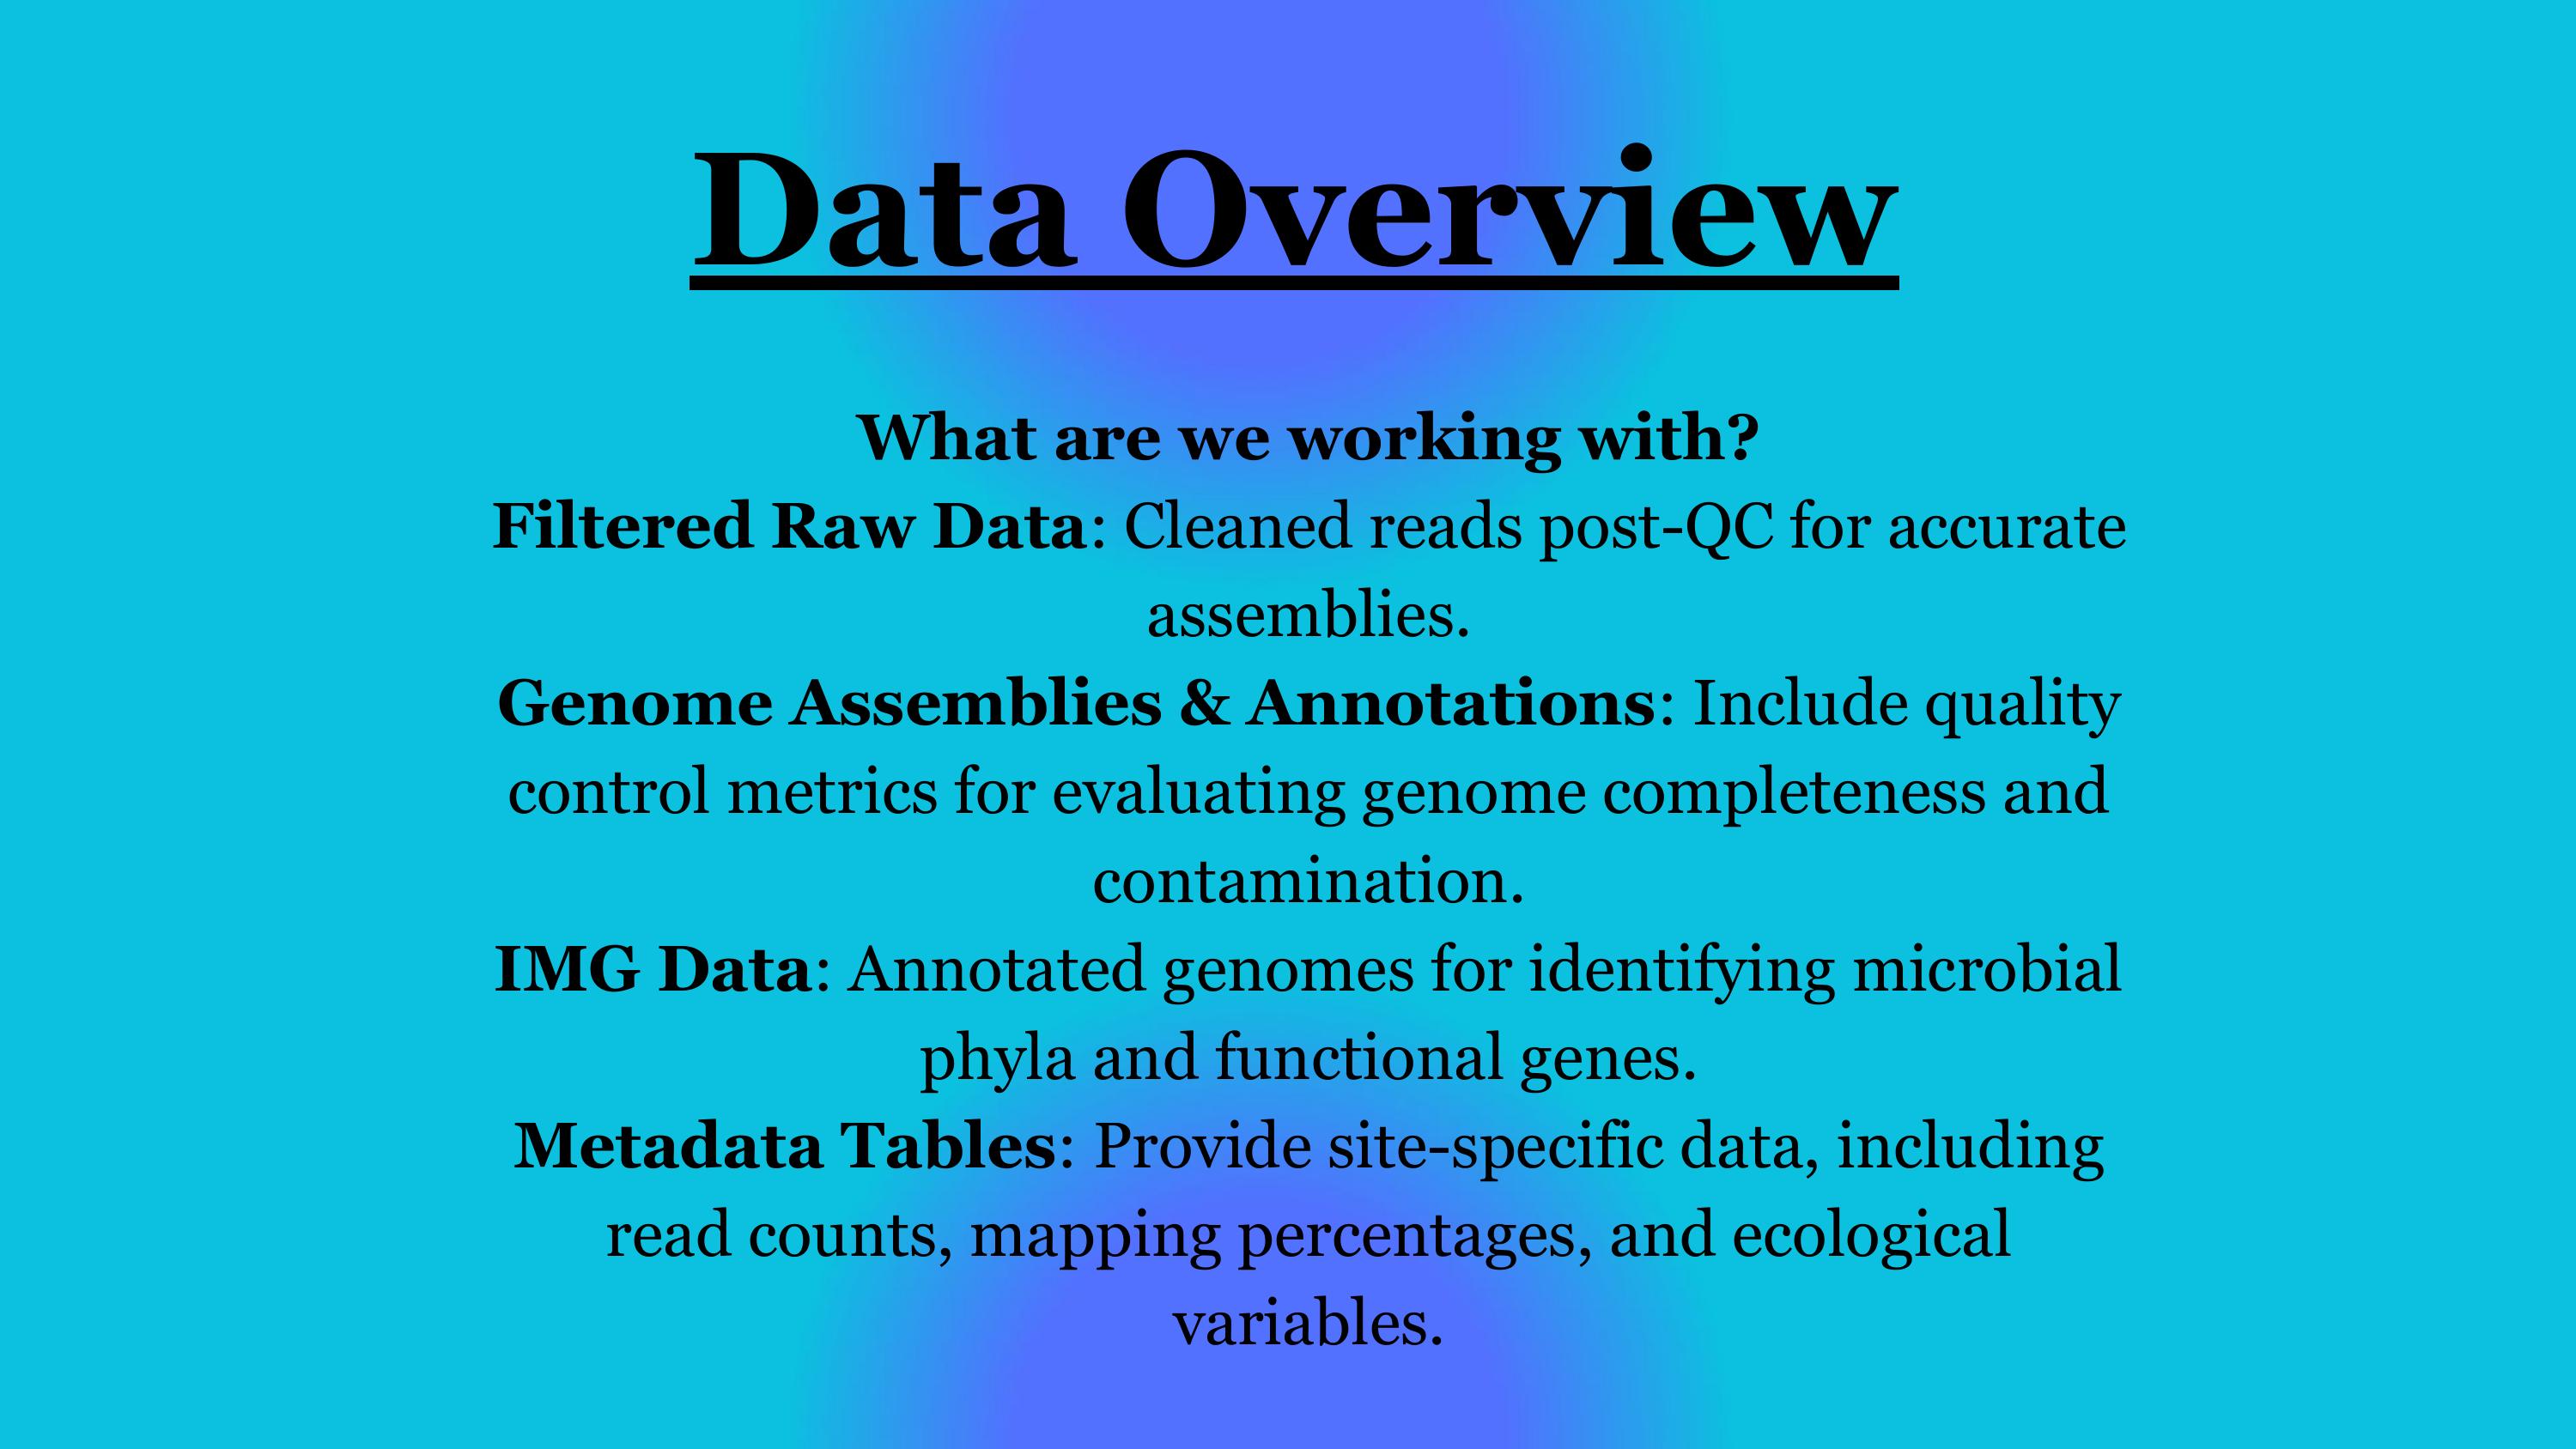 Data Overview
What are we working with?
Filtered Raw Data: Cleaned reads post-QC for accurate
assemblies.
Genome Assemblies & Annotations: Include quality
control metrics for evaluating genome completeness and
contamination.
IMG Data: Annotated genomes for identifying microbial
phyla and functional genes.
Metadata Tables: Provide site-specific data, including
read counts, mapping percentages, and ecological
variables.